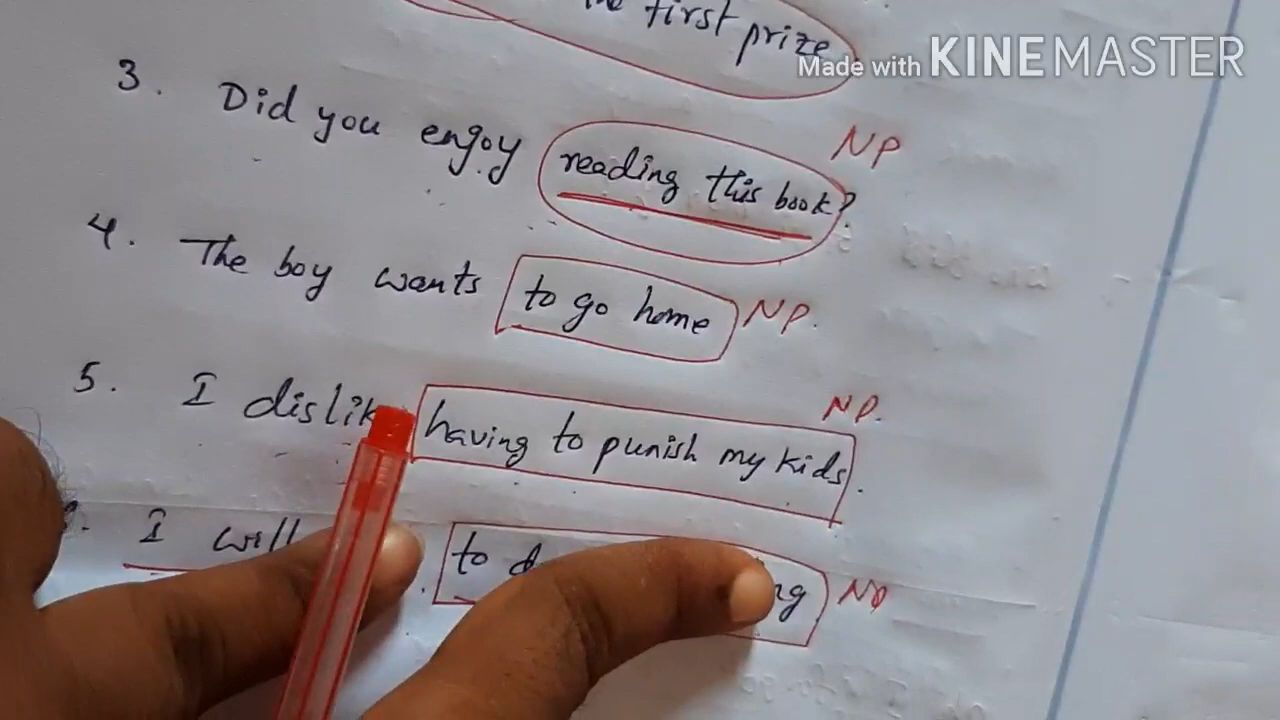 the first prize
Made with KINEMASTER
3. Did you enjoy reading this book? NP
4. The boy wants to go home NP.
5. I dislike having to punish my kids. NP.
I will to NP